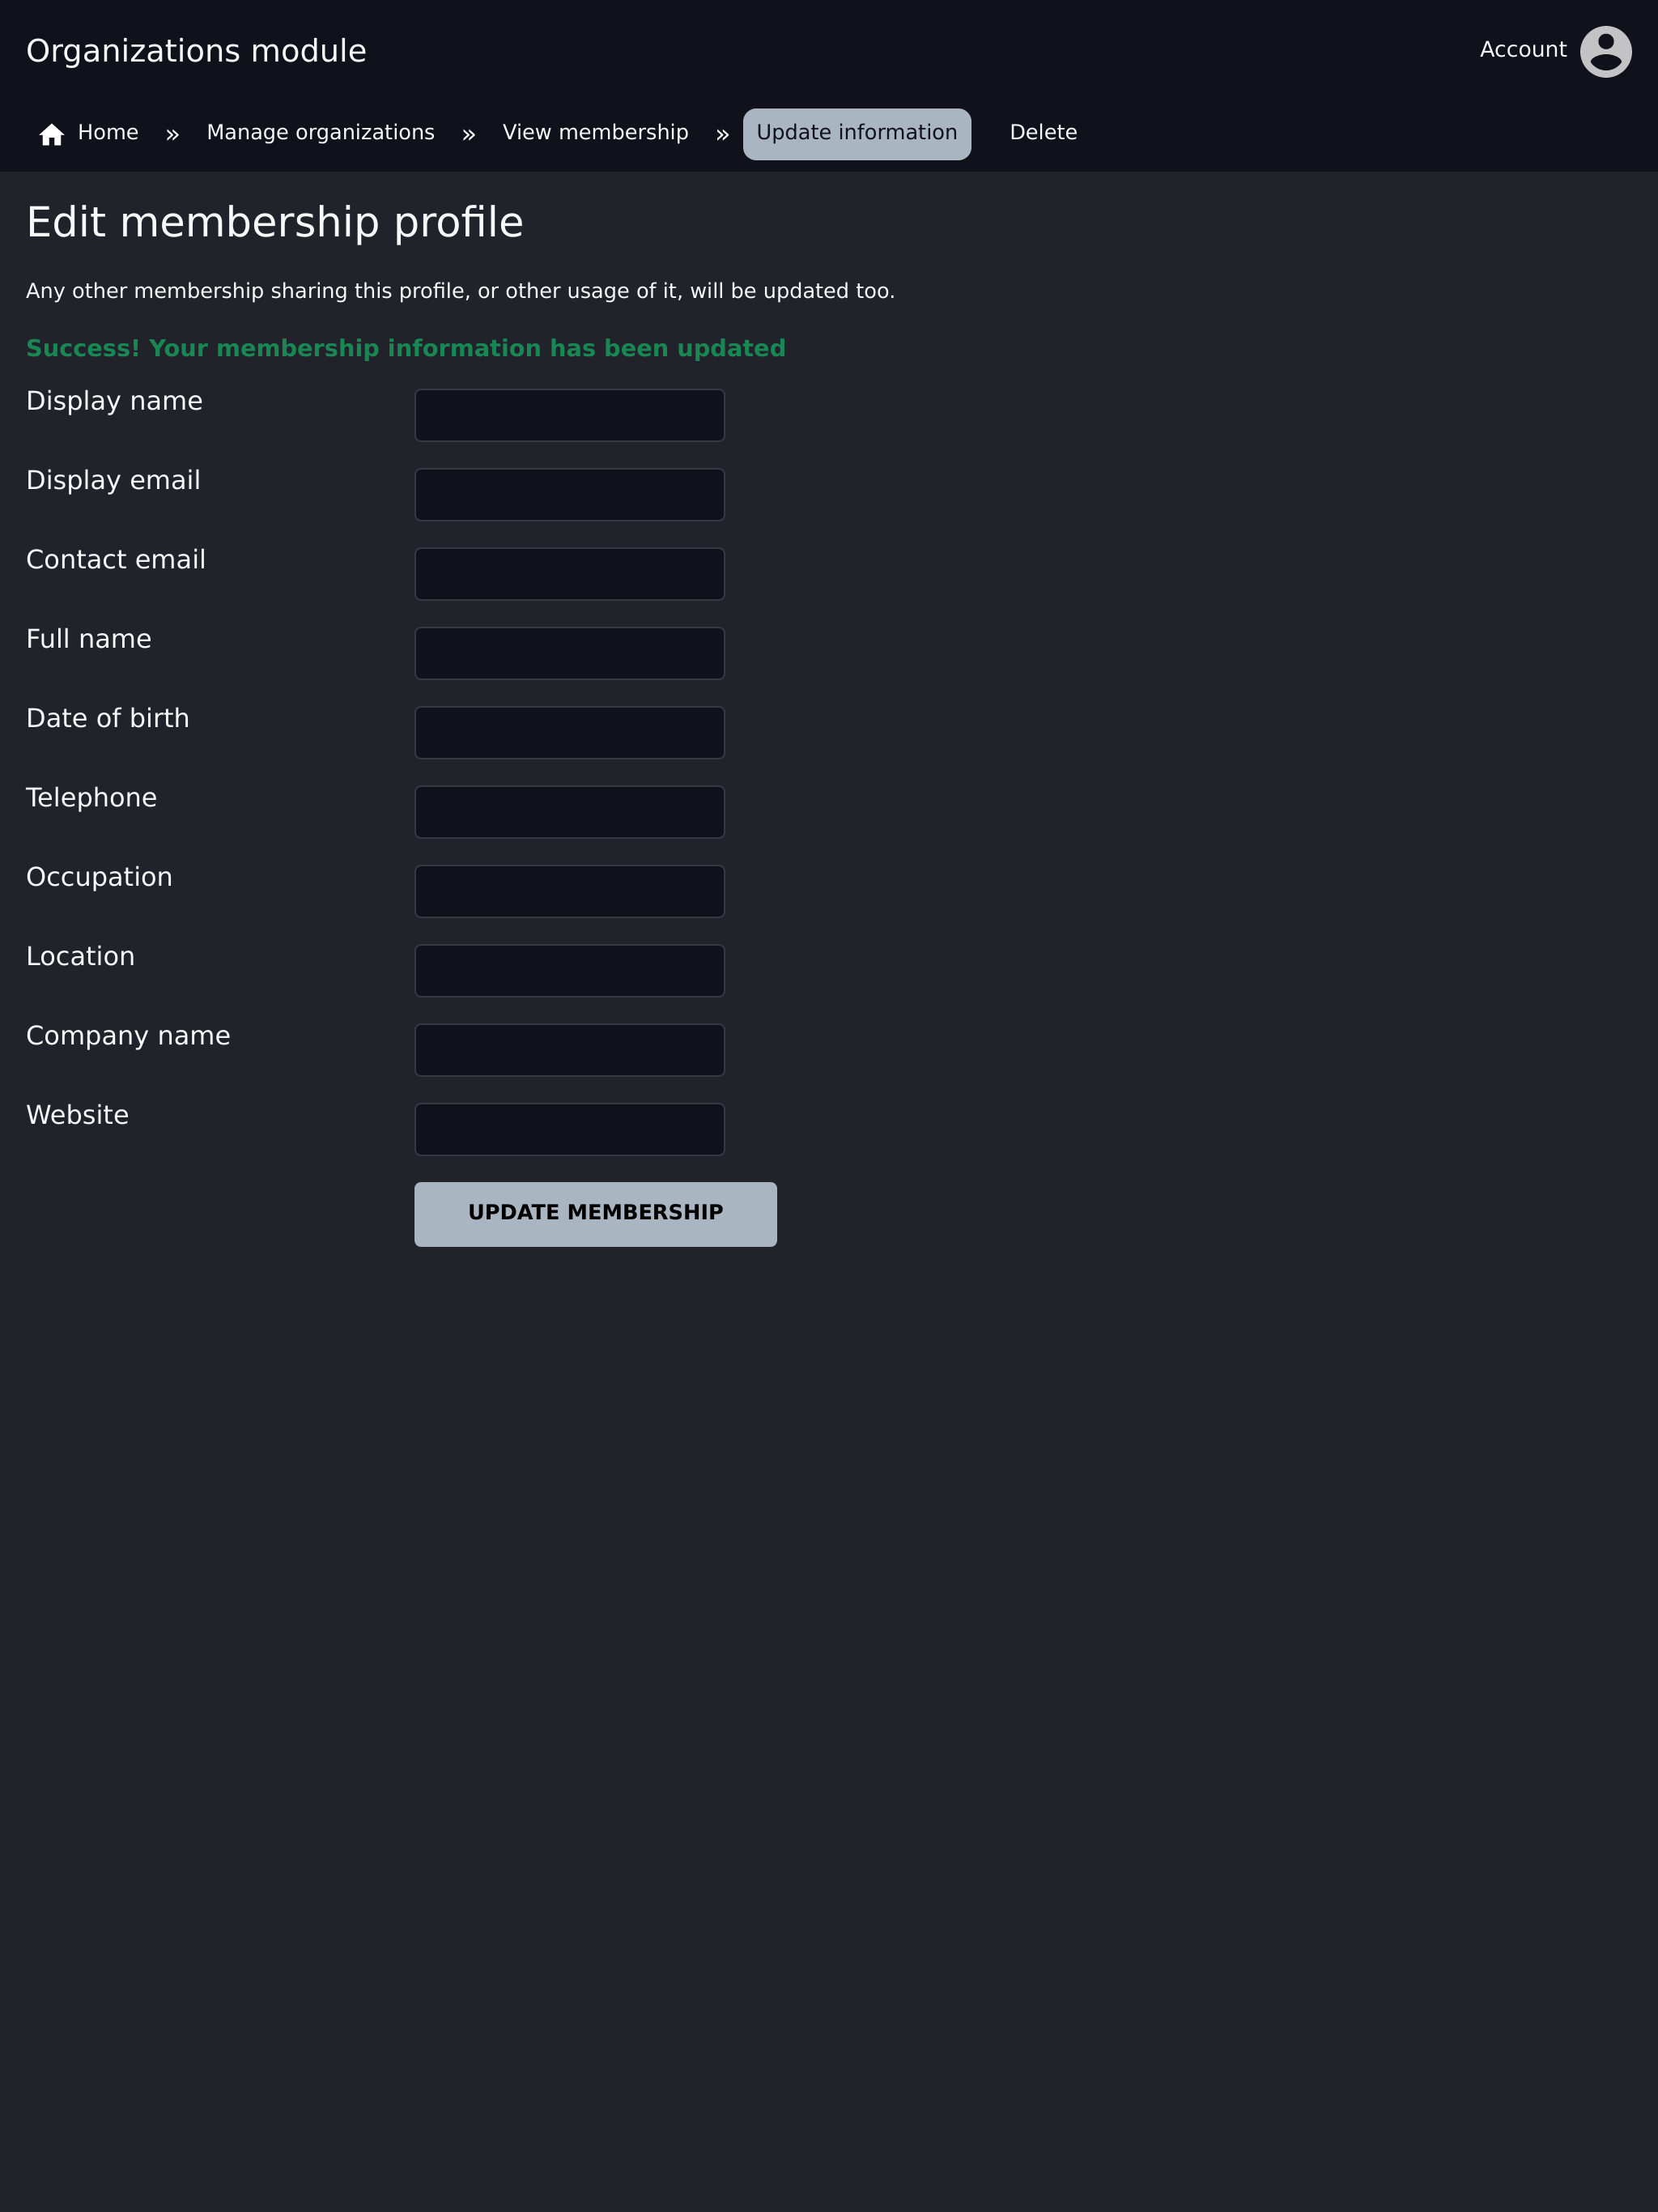 Organizations module
Account
Home » Manage organizations » View membership » Update information Delete
Edit membership profile
Any other membership sharing this profile, or other usage of it, will be updated too.
Success! Your membership information has been updated
Display name
Display email
Contact email
Full name
Date of birth
Telephone
Occupation
Location
Company name
Website
UPDATE MEMBERSHIP